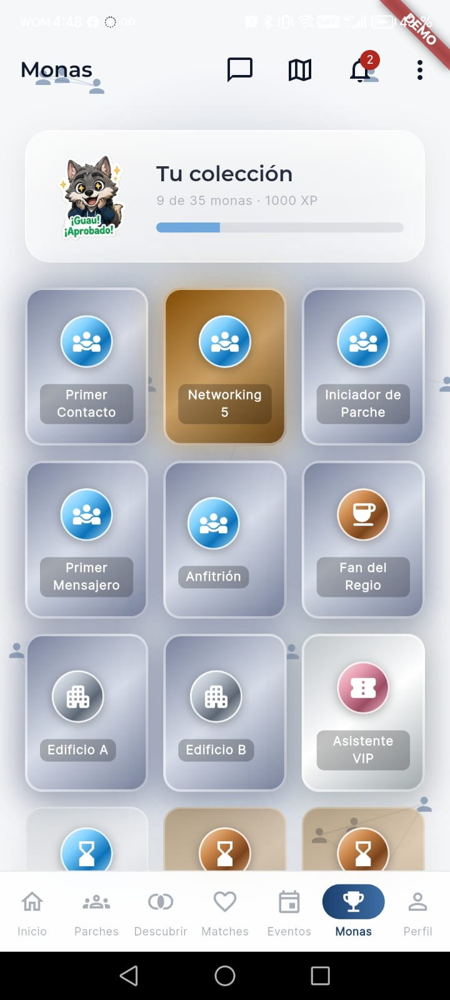 WOM 4:46
DEMO
Monas
2
Tu colección
9 de 35 monas · 1000 XP
¡Guau!
¡Aprobado!
Primer
Contacto
Networking
5
Iniciador de
Parche
Primer
Mensajero
Anfitrión
Fan del
Regio
Edificio A
Edificio B
Asistente
VIP
Inicio
Parches
Descubrir
Matches
Eventos
Monas
Perfil